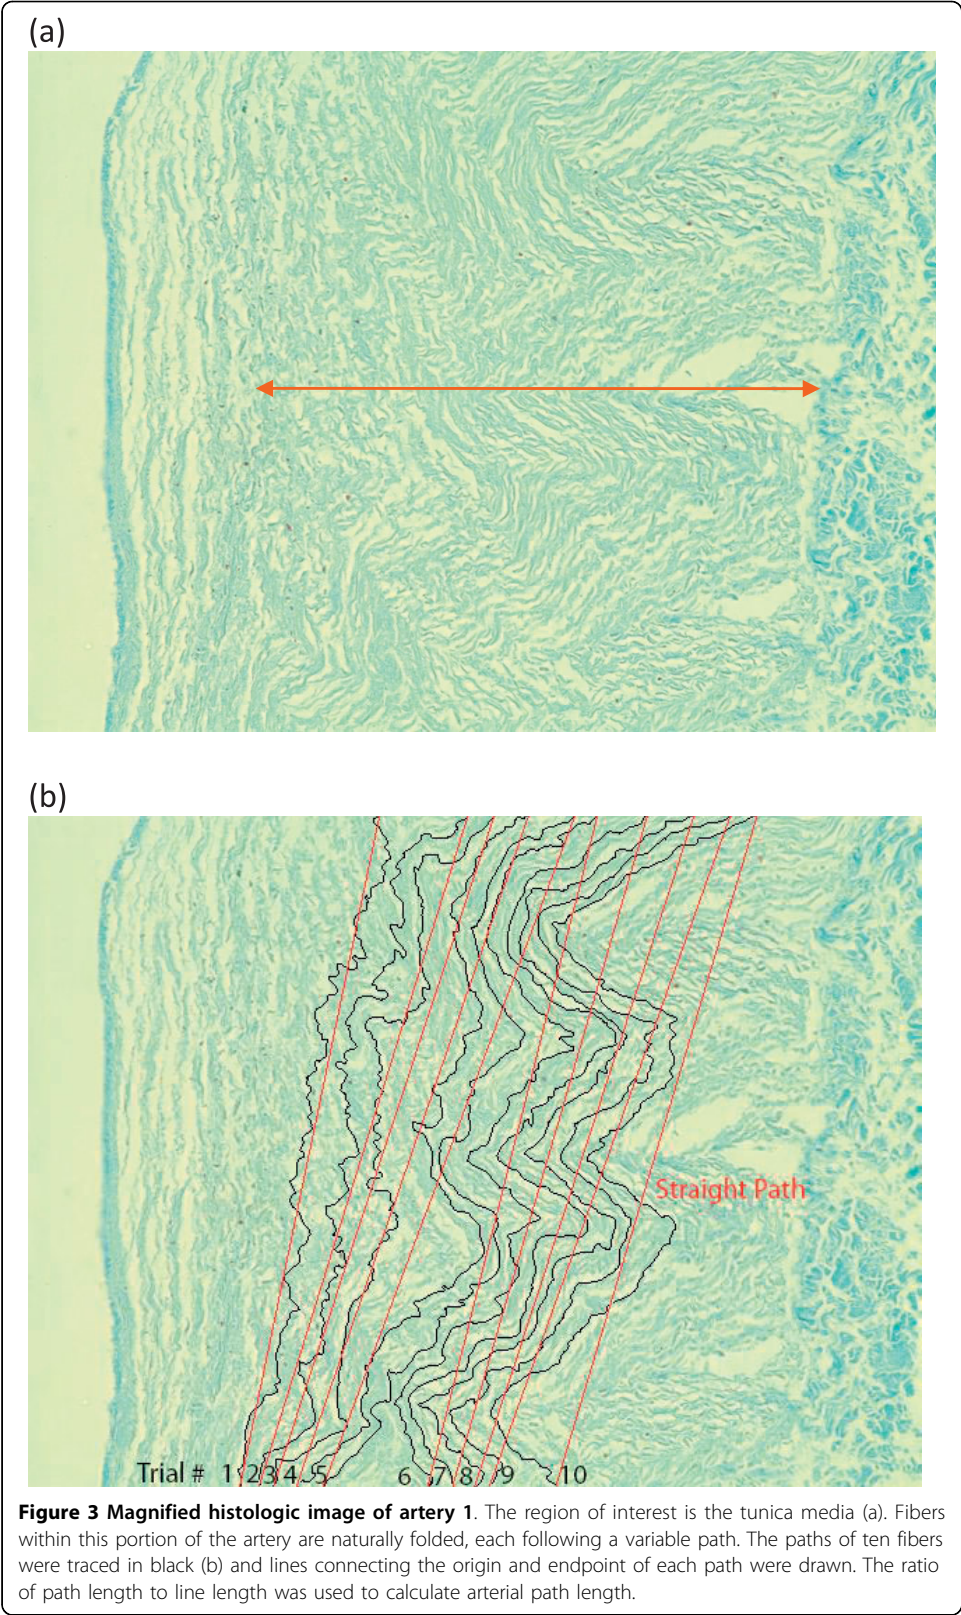 (a)
(b)
Straight Path
Trial # 1 2 3 4 5 6 7 8 9 10
Figure 3 Magnified histologic image of artery 1. The region of interest is the tunica media (a). Fibers
within this portion of the artery are naturally folded, each following a variable path. The paths of ten fibers
were traced in black (b) and lines connecting the origin and endpoint of each path were drawn. The ratio
of path length to line length was used to calculate arterial path length.